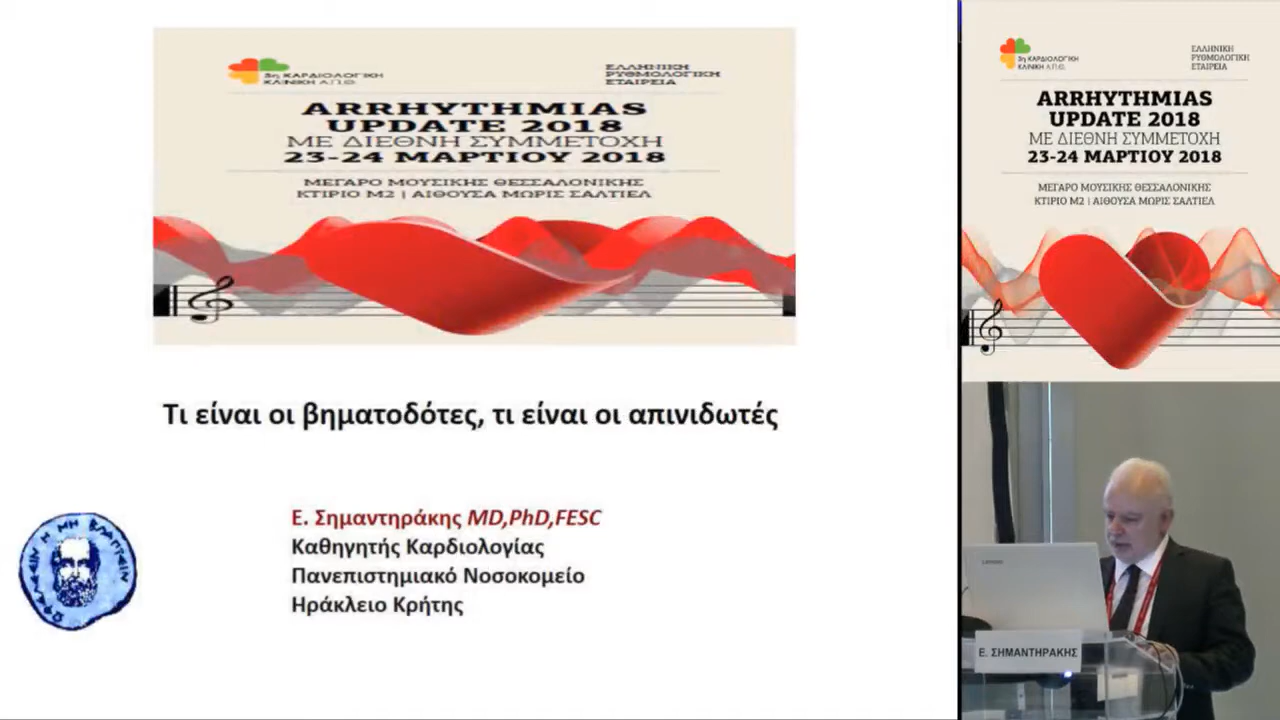 3η ΚΑΡΔΙΟΛΟΓΙΚΗ
ΚΛΙΝΙΚΗ Α.Π.Θ.
ΕΛΛΗΝΙΚΗ
ΡΥΘΜΟΛΟΓΙΚΗ
ΕΤΑΙΡΕΙΑ
ARRHYTHMIAS
UPDATE 2018
ΜΕ ΔΙΕΘΝΗ ΣΥΜΜΕΤΟΧΗ
23-24 ΜΑΡΤΙΟΥ 2018
ΜΕΓΑΡΟ ΜΟΥΣΙΚΗΣ ΘΕΣΣΑΛΟΝΙΚΗΣ
ΚΤΙΡΙΟ Μ2 | ΑΙΘΟΥΣΑ ΜΩΡΙΣ ΣΑΛΤΙΕΛ
Τι είναι οι βηματοδότες, τι είναι οι απινιδωτές
Ε. Σημαντηράκης MD,PhD,FESC
Καθηγητής Καρδιολογίας
Πανεπιστημιακό Νοσοκομείο
Ηράκλειο Κρήτης
ΩΦΕΛΕΕΙΝ Η ΜΗ ΒΛΑΠΤΕΙΝ
3η ΚΑΡΔΙΟΛΟΓΙΚΗ
ΚΛΙΝΙΚΗ Α.Π.Θ.
ΕΛΛΗΝΙΚΗ
ΡΥΘΜΟΛΟΓΙΚΗ
ΕΤΑΙΡΕΙΑ
ARRHYTHMIAS
UPDATE 2018
ΜΕ ΔΙΕΘΝΗ ΣΥΜΜΕΤΟΧΗ
23-24 ΜΑΡΤΙΟΥ 2018
ΜΕΓΑΡΟ ΜΟΥΣΙΚΗΣ ΘΕΣΣΑΛΟΝΙΚΗΣ
ΚΤΙΡΙΟ Μ2 | ΑΙΘΟΥΣΑ ΜΩΡΙΣ ΣΑΛΤΙΕΛ
Ε. ΣΗΜΑΝΤΗΡΑΚΗΣ